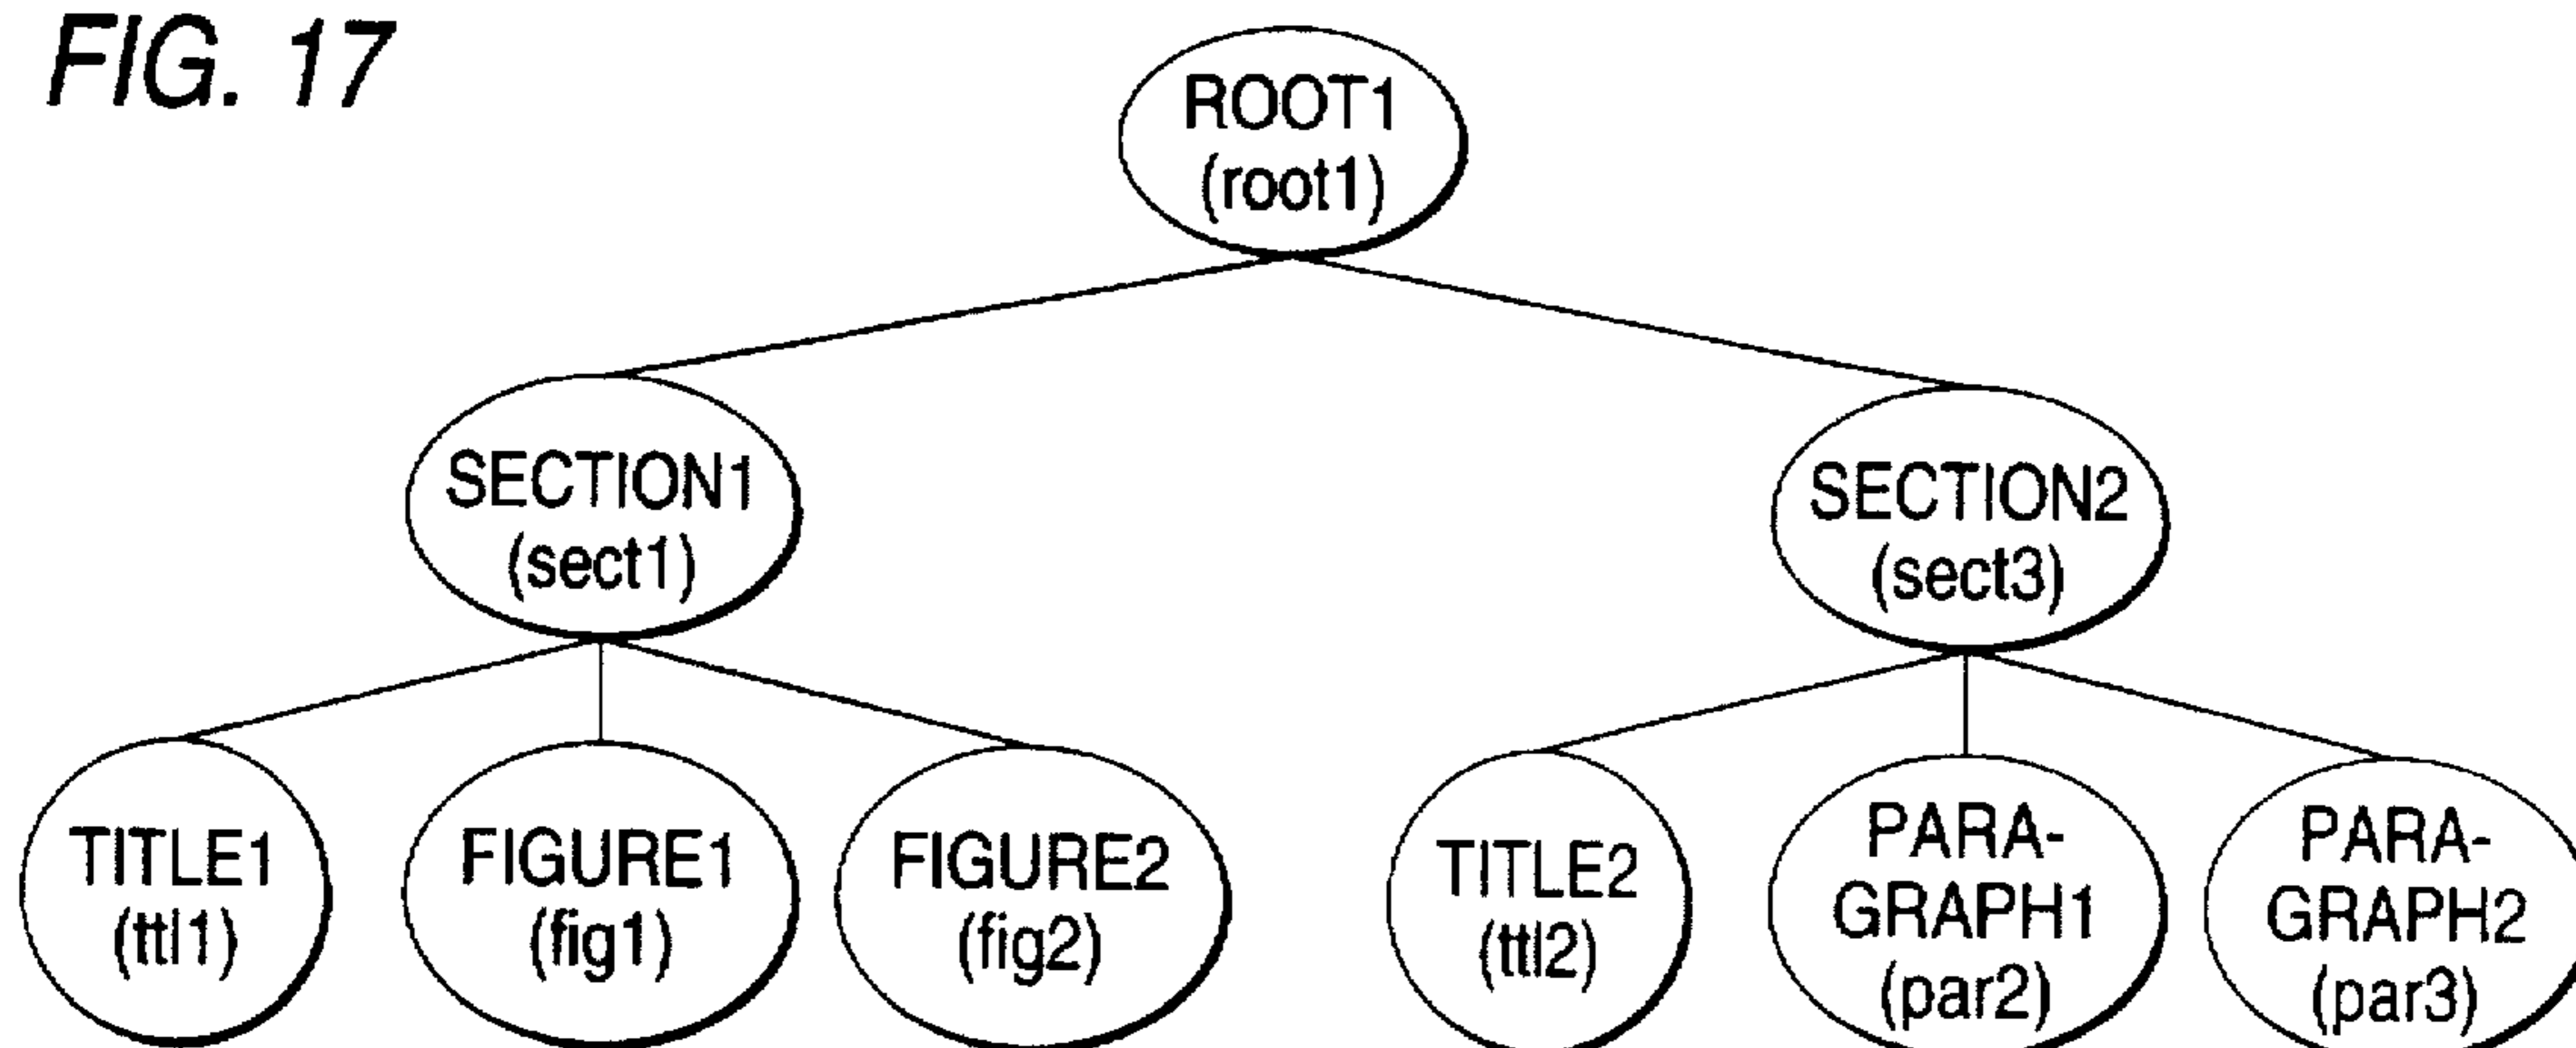 FIG. 17
ROOT1
(root1)
SECTION1
(sect1)
SECTION2
(sect3)
TITLE1
(ttl1)
FIGURE1
(fig1)
FIGURE2
(fig2)
TITLE2
(ttl2)
PARA-
GRAPH1
(par2)
PARA-
GRAPH2
(par3)